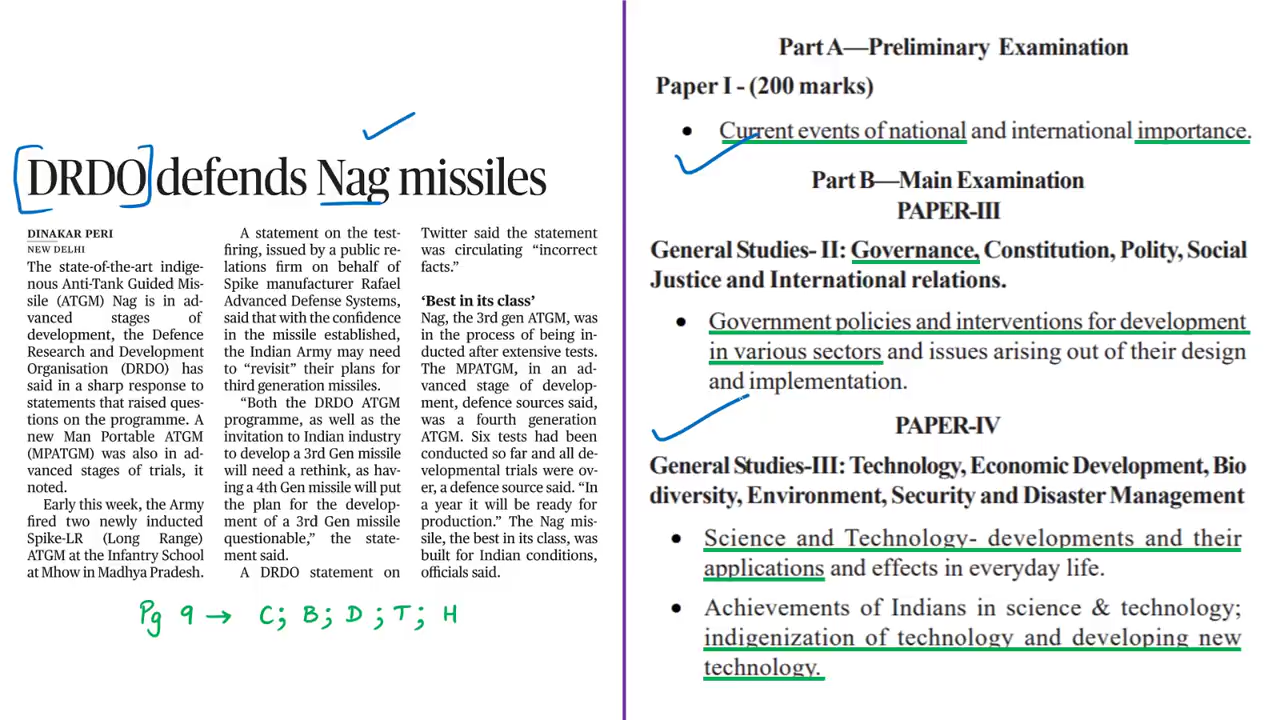 DRDO defends Nag missiles
DINAKAR PERI
NEW DELHI
The state-of-the-art indige-
nous Anti-Tank Guided Mis-
sile (ATGM) Nag is in ad-
vanced stages of
development, the Defence
Research and Development
Organisation (DRDO) has
said in a sharp response to
statements that raised ques-
tions on the programme. A
new Man Portable ATGM
(MPATGM) was also in ad-
vanced stages of trials, it
noted.
Early this week, the Army
fired two newly inducted
Spike-LR (Long Range)
ATGM at the Infantry School
at Mhow in Madhya Pradesh.
A statement on the test-
firing, issued by a public re-
lations firm on behalf of
Spike manufacturer Rafael
Advanced Defense Systems,
said that with the confidence
in the missile established,
the Indian Army may need
to “revisit” their plans for
third generation missiles.
“Both the DRDO ATGM
programme, as well as the
invitation to Indian industry
to develop a 3rd Gen missile
will need a rethink, as hav-
ing a 4th Gen missile will put
the plan for the develop-
ment of a 3rd Gen missile
questionable,” the state-
ment said.
A DRDO statement on
Twitter said the statement
was circulating “incorrect
facts.”
‘Best in its class’
Nag, the 3rd gen ATGM, was
in the process of being in-
ducted after extensive tests.
The MPATGM, in an ad-
vanced stage of develop-
ment, defence sources said,
was a fourth generation
ATGM. Six tests had been
conducted so far and all de-
velopmental trials were ov-
er, a defence source said. “In
a year it will be ready for
production.” The Nag mis-
sile, the best in its class, was
built for Indian conditions,
officials said.
Pg 9 → C; B; D; T; H
Part A—Preliminary Examination
Paper I - (200 marks)
• Current events of national and international importance.
Part B—Main Examination
PAPER-III
General Studies- II: Governance, Constitution, Polity, Social
Justice and International relations.
• Government policies and interventions for development
in various sectors and issues arising out of their design
and implementation.
PAPER-IV
General Studies-III: Technology, Economic Development, Bio
diversity, Environment, Security and Disaster Management
• Science and Technology- developments and their
applications and effects in everyday life.
• Achievements of Indians in science & technology;
indigenization of technology and developing new
technology.